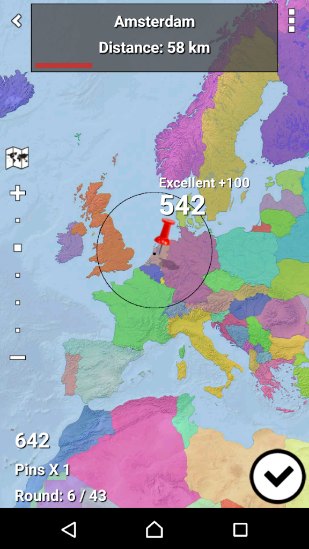 Amsterdam
Distance: 58 km
Excellent +100
542
642
Pins X 1
Round: 6 / 43